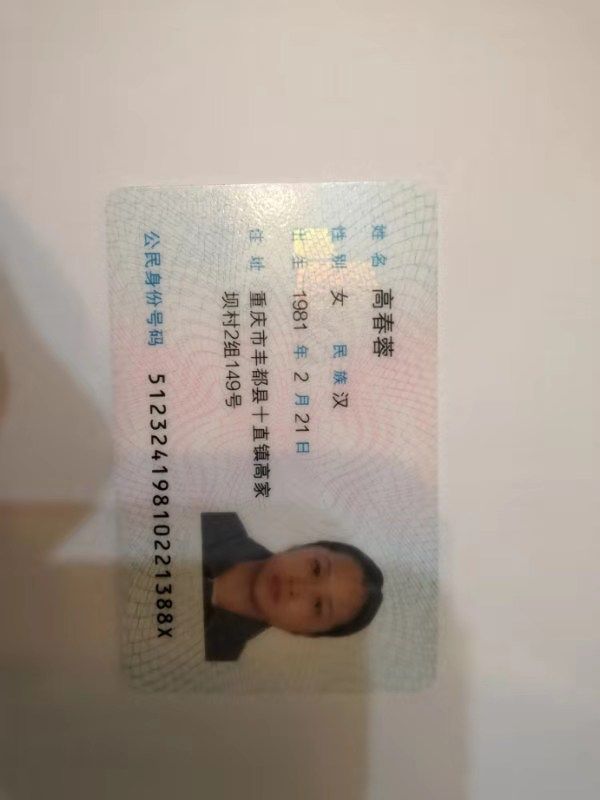 姓名 高春蓉
性别 女 民族 汉
出生 1981 年 2 月 21 日
住址 重庆市丰都县十直镇高家
坝村2组149号
公民身份号码 51232419810221388X